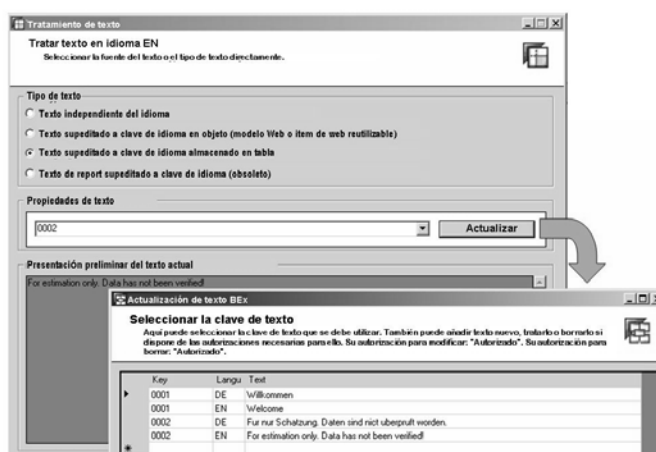 Tratamiento de texto
Tratar texto en idioma EN
Seleccionar la fuente del texto o el tipo de texto directamente.
Tipo de texto
Texto independiente del idioma
Texto supeditado a clave de idioma en objeto (modelo Web o item de web reutilizable)
Texto supeditado a clave de idioma almacenado en tabla
Texto de report supeditado a clave de idioma (obsoleto)
Propiedades de texto
0002 Actualizar
Presentación preliminar del texto actual
For estimation only. Data has not been verified!
Actualización de texto BEx
Seleccionar la clave de texto
Aquí puede seleccionar la clave de texto que se debe utilizar. También puede añadir texto nuevo, tratarlo o borrarlo si
dispone de las autorizaciones necesarias para ello. Su autorización para modificar: "Autorizado". Su autorización para
borrar: "Autorizado".
Key Langu Text
0001 DE Willkommen
0001 EN Welcome
0002 DE Fur nur Schatzung. Daten sind nict uberpruft worden.
0002 EN For estimation only. Data has not been verified!